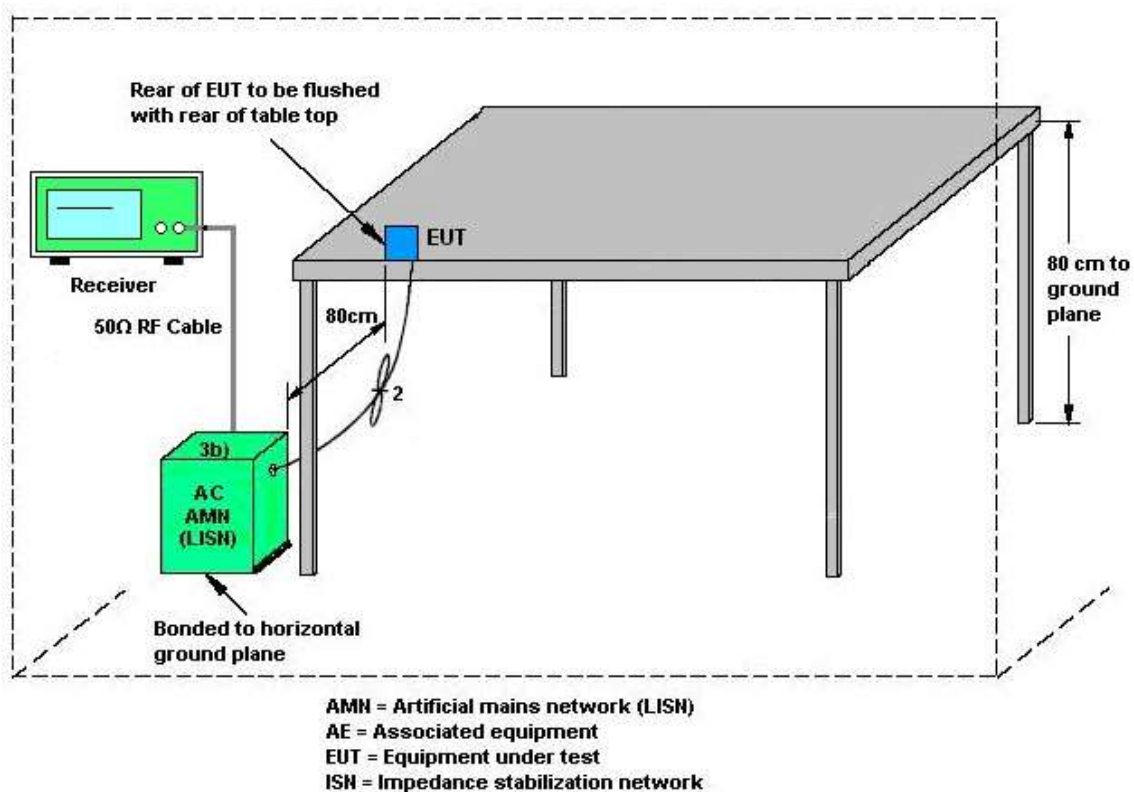 Rear of EUT to be flushed
with rear of table top
EUT
Receiver
80cm
80 cm to
ground
plane
50Ω RF Cable
2
3b)
AC
AMN
(LISN)
Bonded to horizontal
ground plane
AMN = Artificial mains network (LISN)
AE = Associated equipment
EUT = Equipment under test
ISN = Impedance stabilization network